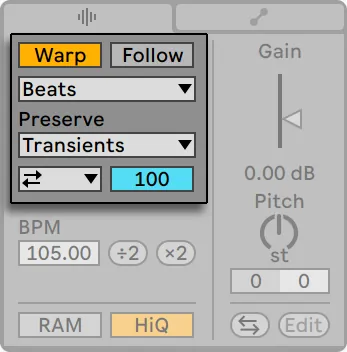 Warp Follow
Beats
Preserve
Transients
100
BPM
105.00 ÷2 ×2
RAM HiQ
Gain
0.00 dB
Pitch
st
0 0
Edit